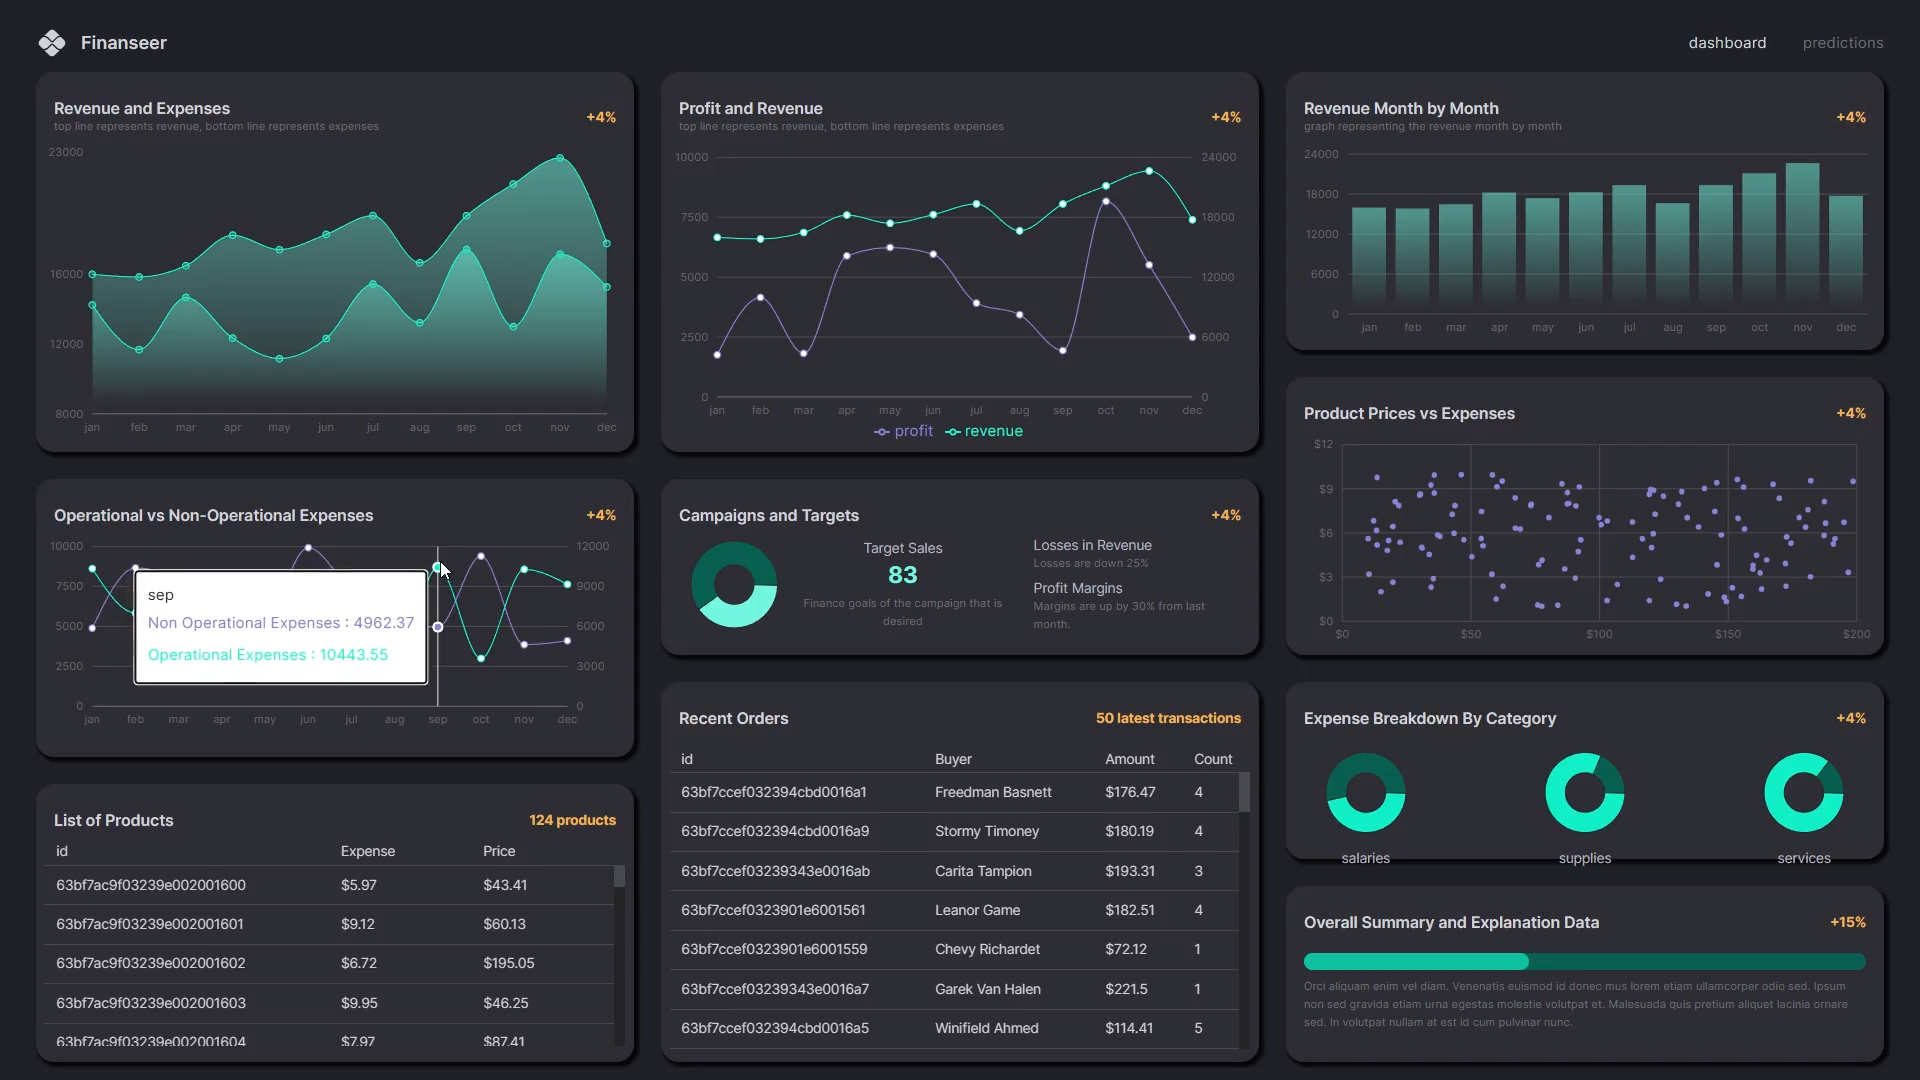 Finanseer
dashboard
predictions
Revenue and Expenses
top line represents revenue, bottom line represents expenses
+4%
23000
16000
12000
8000
jan feb mar apr may jun jul aug sep oct nov dec
Profit and Revenue
top line represents revenue, bottom line represents expenses
+4%
10000 24000
7500 18000
5000 12000
2500 6000
0 0
jan feb mar apr may jun jul aug sep oct nov dec
profit revenue
Revenue Month by Month
graph representing the revenue month by month
+4%
24000
18000
12000
6000
0
jan feb mar apr may jun jul aug sep oct nov dec
Product Prices vs Expenses
+4%
$12
$9
$6
$3
$0
$0 $50 $100 $150 $200
Operational vs Non-Operational Expenses
+4%
10000 12000
7500 9000
5000 6000
2500 3000
0 0
jan feb mar apr may jun jul aug sep oct nov dec
sep
Non Operational Expenses : 4962.37
Operational Expenses : 10443.55
Campaigns and Targets
+4%
Target Sales
83
Finance goals of the campaign that is
desired
Losses in Revenue
Losses are down 25%
Profit Margins
Margins are up by 30% from last
month.
Recent Orders
50 latest transactions
id Buyer Amount Count
63bf7ccef032394cbd0016a1 Freedman Basnett $176.47 4
63bf7ccef032394cbd0016a9 Stormy Timoney $180.19 4
63bf7ccef03239343e0016ab Carita Tampion $193.31 3
63bf7ccef0323901e6001561 Leanor Game $182.51 4
63bf7ccef0323901e6001559 Chevy Richardet $72.12 1
63bf7ccef03239343e0016a7 Garek Van Halen $221.5 1
63bf7ccef032394cbd0016a5 Winifield Ahmed $114.41 5
Expense Breakdown By Category
+4%
salaries
supplies
services
List of Products
124 products
id Expense Price
63bf7ac9f03239e002001600 $5.97 $43.41
63bf7ac9f03239e002001601 $9.12 $60.13
63bf7ac9f03239e002001602 $6.72 $195.05
63bf7ac9f03239e002001603 $9.95 $46.25
63bf7ac9f03239e002001604 $7.97 $87.41
Overall Summary and Explanation Data
+15%
Orci aliquam enim vel diam. Venenatis euismod id donec mus lorem etiam ullamcorper odio sed. Ipsum
non sed gravida etiam urna egestas molestie volutpat et. Malesuada quis pretium aliquet lacinia ornare
sed. In volutpat nullam at est id cum pulvinar nunc.